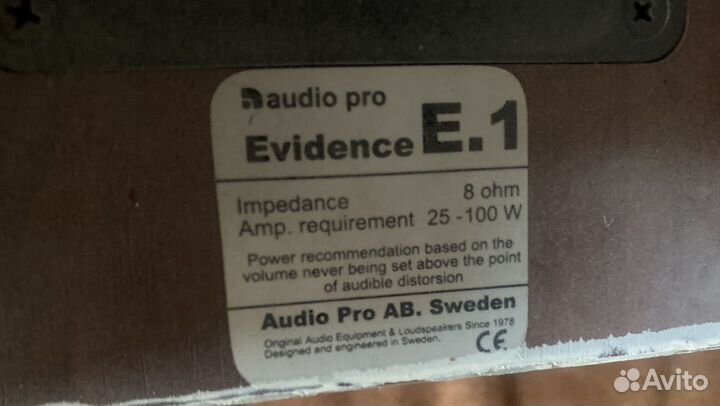 audio pro
Evidence E.1
Impedance 8 ohm
Amp. requirement 25 -100 W
Power recommendation based on the
volume never being set above the point
of audible distorsion
Audio Pro AB. Sweden
Original Audio Equipment & Loudspeakers Since 1978
Designed and engineered in Sweden.
CE
Avito